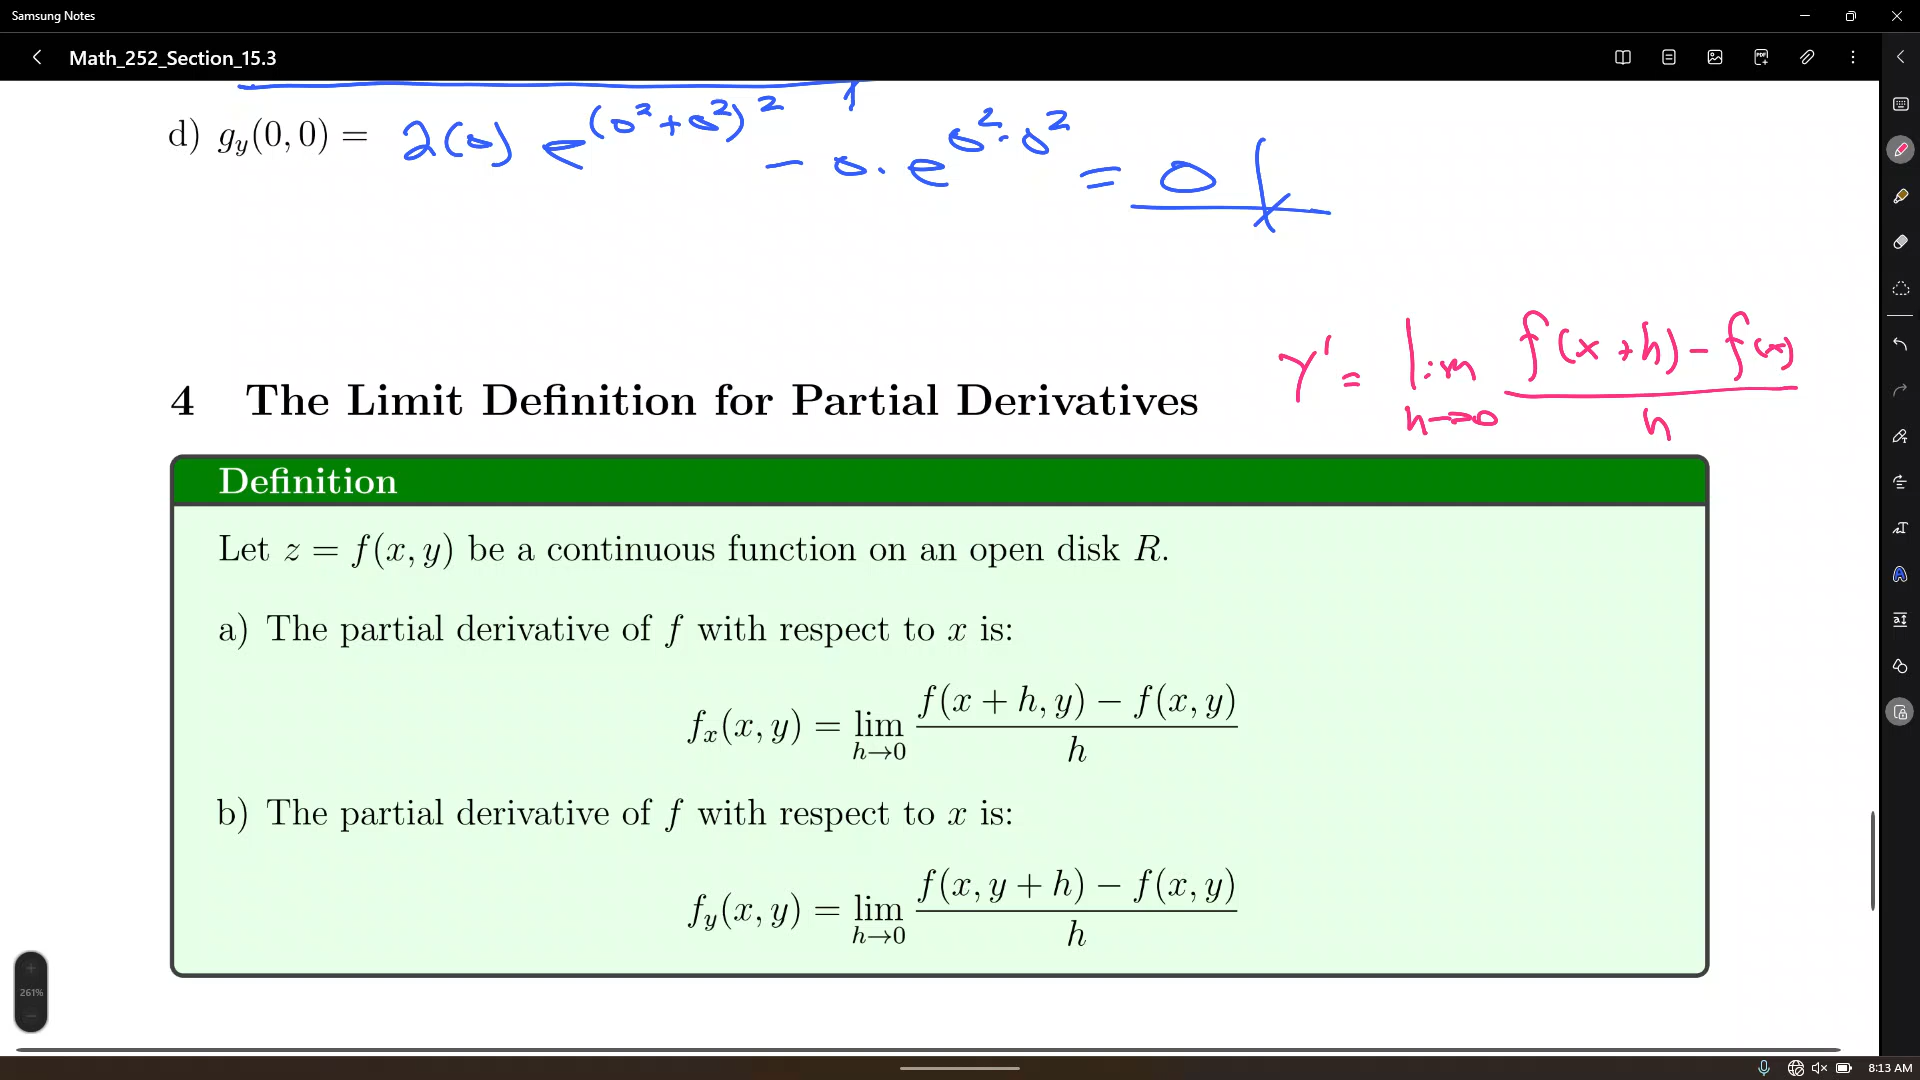 Samsung Notes
Math_252_Section_15.3
d) g_y(0, 0) = 2(0) e^{(0^2+0^2)^2} - 0 · e^{0^2·0^2} = 0
y' = lim_{h→0} \frac{f(x+h) - f(x)}{h}
4 The Limit Definition for Partial Derivatives
Definition
Let z = f(x, y) be a continuous function on an open disk R.
a) The partial derivative of f with respect to x is:
f_x(x, y) = lim_{h→0} \frac{f(x + h, y) − f(x, y)}{h}
b) The partial derivative of f with respect to x is:
f_y(x, y) = lim_{h→0} \frac{f(x, y + h) − f(x, y)}{h}
261%
8:13 AM